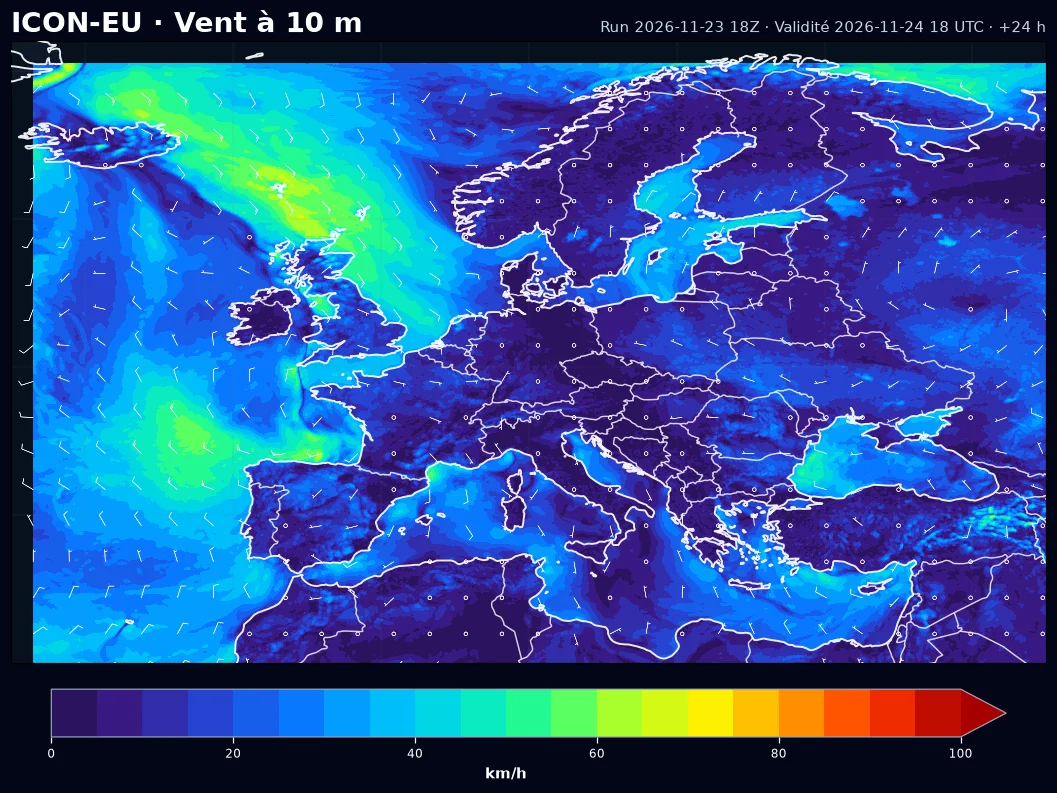 ICON-EU · Vent à 10 m
Run 2026-11-23 18Z · Validité 2026-11-24 18 UTC · +24 h
0 20 40 60 80 100
km/h